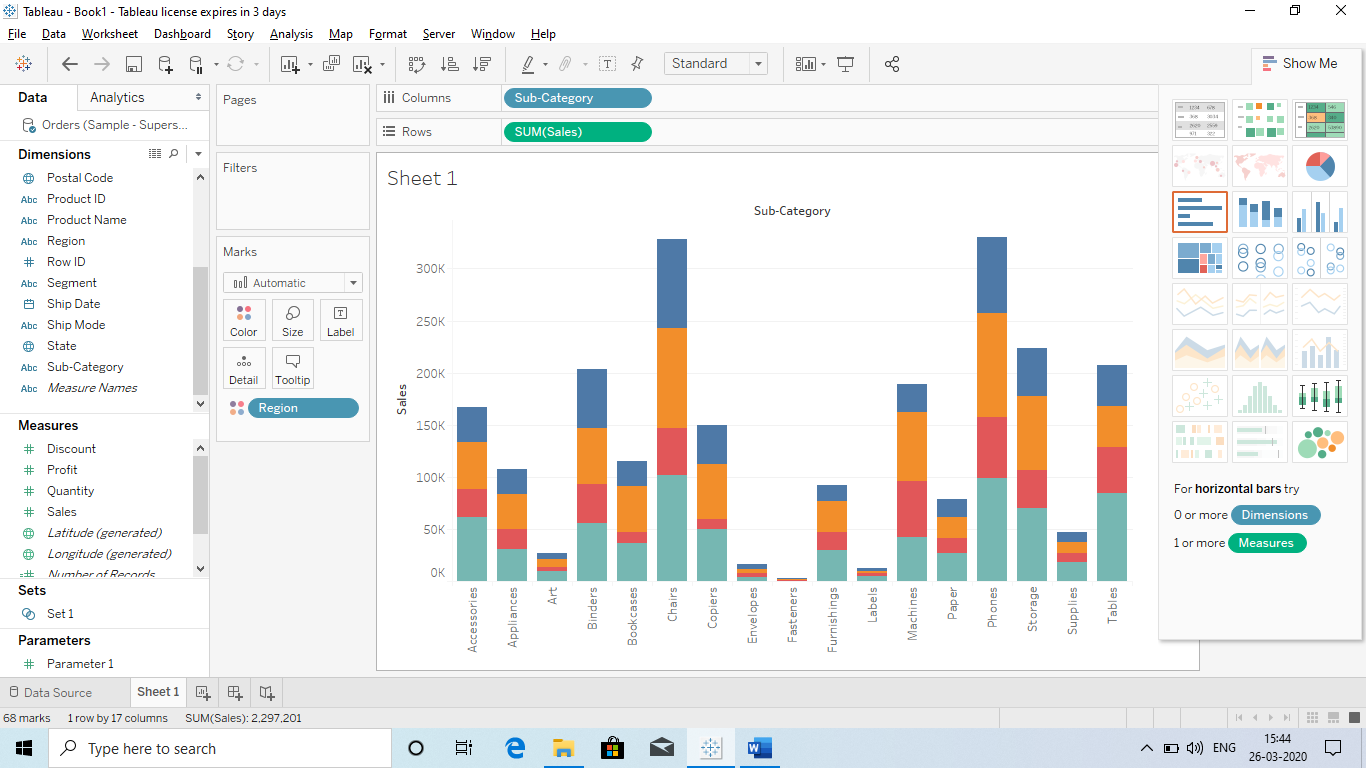 Tableau - Book1 - Tableau license expires in 3 days
File Data Worksheet Dashboard Story Analysis Map Format Server Window Help
Standard
Show Me
Data Analytics
Orders (Sample - Supers...
Dimensions
Postal Code
Abc Product ID
Abc Product Name
Abc Region
Row ID
Abc Segment
Ship Date
Abc Ship Mode
State
Abc Sub-Category
Abc Measure Names
Measures
Discount
Profit
Quantity
Sales
Latitude (generated)
Longitude (generated)
Number of Records
Sets
Set 1
Parameters
Parameter 1
Pages
Filters
Marks
Automatic
Color Size Label
Detail Tooltip
Region
Columns Sub-Category
Rows SUM(Sales)
Sheet 1
Sub-Category
Sales
300K
250K
200K
150K
100K
50K
0K
Accessories
Appliances
Art
Binders
Bookcases
Chairs
Copiers
Envelopes
Fasteners
Furnishings
Labels
Machines
Paper
Phones
Storage
Supplies
Tables
For horizontal bars try
0 or more Dimensions
1 or more Measures
Data Source Sheet 1
68 marks 1 row by 17 columns SUM(Sales): 2,297,201
Type here to search
ENG
15:44
26-03-2020